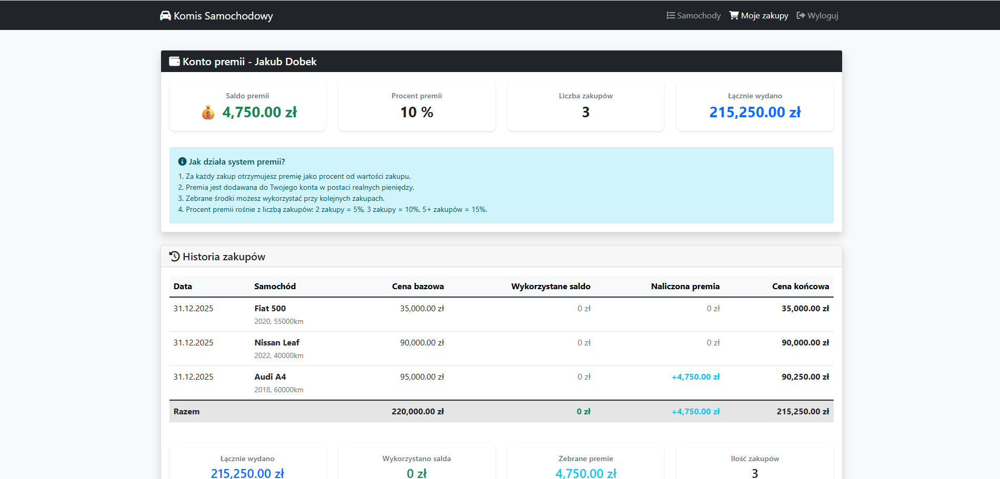 Komis Samochodowy
Samochody Moje zakupy Wyloguj
Konto premii - Jakub Dobek
Saldo premii
4,750.00 zł
Procent premii
10 %
Liczba zakupów
3
Łącznie wydano
215,250.00 zł
Jak działa system premii?
1. Za każdy zakup otrzymujesz premię jako procent od wartości zakupu.
2. Premia jest dodawana do Twojego konta w postaci realnych pieniędzy.
3. Zebrane środki możesz wykorzystać przy kolejnych zakupach.
4. Procent premii rośnie z liczbą zakupów: 2 zakupy = 5%, 3 zakupy = 10%, 5+ zakupów = 15%.
Historia zakupów
Data Samochód Cena bazowa Wykorzystane saldo Naliczona premia Cena końcowa
31.12.2025 Fiat 500 35,000.00 zł 0 zł 0 zł 35,000.00 zł
2020, 55000km
31.12.2025 Nissan Leaf 90,000.00 zł 0 zł 0 zł 90,000.00 zł
2022, 40000km
31.12.2025 Audi A4 95,000.00 zł 0 zł +4,750.00 zł 90,250.00 zł
2018, 60000km
Razem 220,000.00 zł 0 zł +4,750.00 zł 215,250.00 zł
Łącznie wydano
215,250.00 zł
Wykorzystano salda
0 zł
Zebrane premie
4,750.00 zł
Ilość zakupów
3